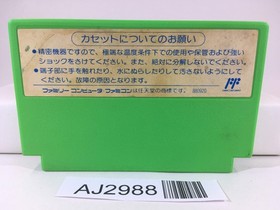 カセットについてのお願い
●精密機器ですので、極端な温度条件下での使用や保管および強い
ショックをさけてください。また、絶対に分解しないでください。
●端子部に手を触れたり、水にぬらしたりして汚さないようにして
ください。故障の原因となります。
ファミリーコンピュータ・ファミコンは任天堂の商標です。
AJ2988